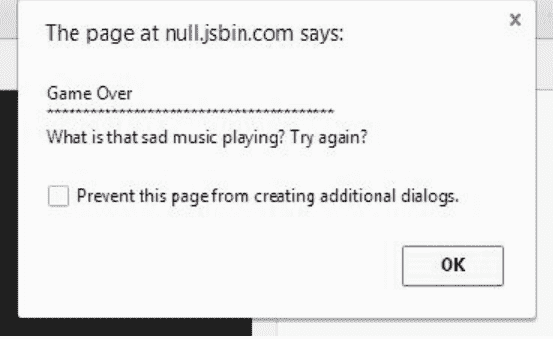 The page at null.jsbin.com says:
x
Game Over
****************************************
What is that sad music playing? Try again?
Prevent this page from creating additional dialogs.
OK